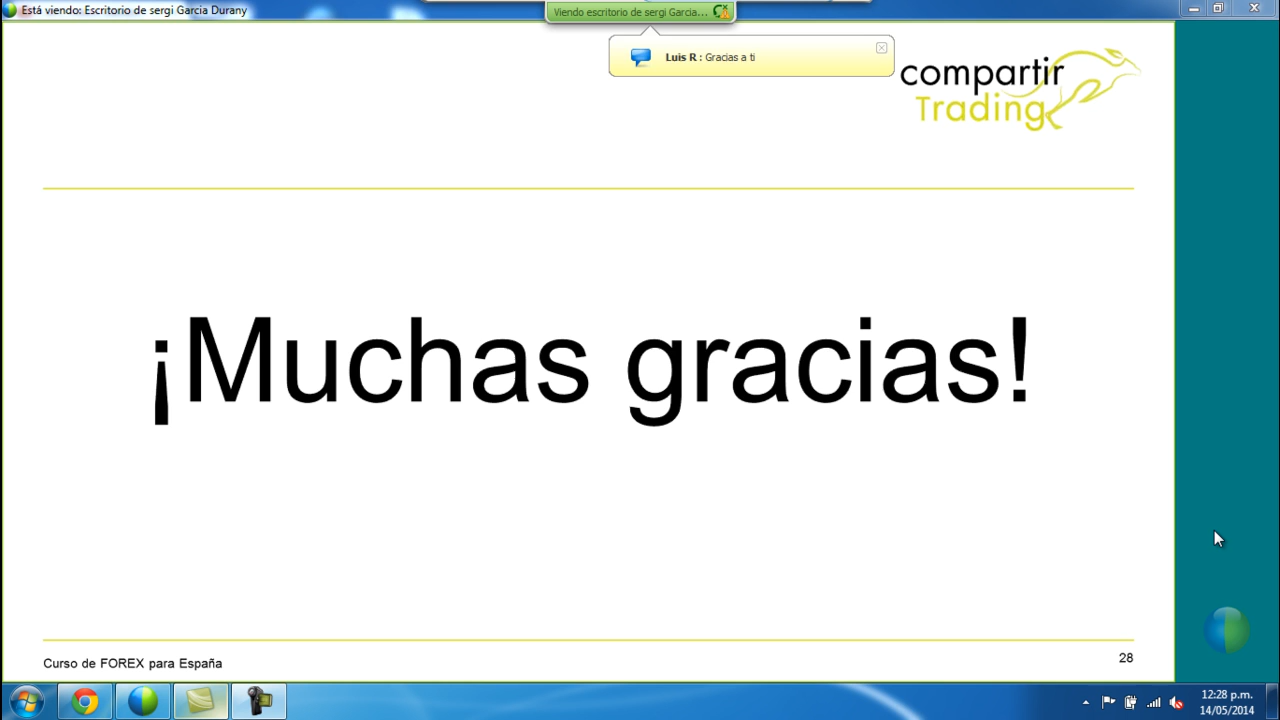 Está viendo: Escritorio de sergi Garcia Durany
Viendo escritorio de sergi Garcia...
Luis R : Gracias a ti
compartir
Trading
¡Muchas gracias!
Curso de FOREX para España
28
12:28 p.m.
14/05/2014